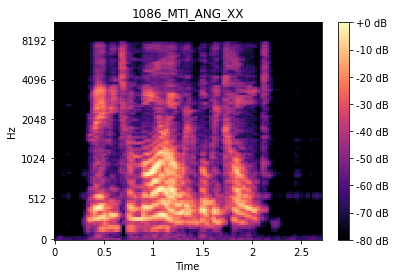 1086_MTI_ANG_XX
+0 dB
8192
-10 dB
4096
-20 dB
-30 dB
2048
Hz
-40 dB
1024
-50 dB
-60 dB
512
-70 dB
0
-80 dB
0 0.5 1 1.5 2 2.5
Time